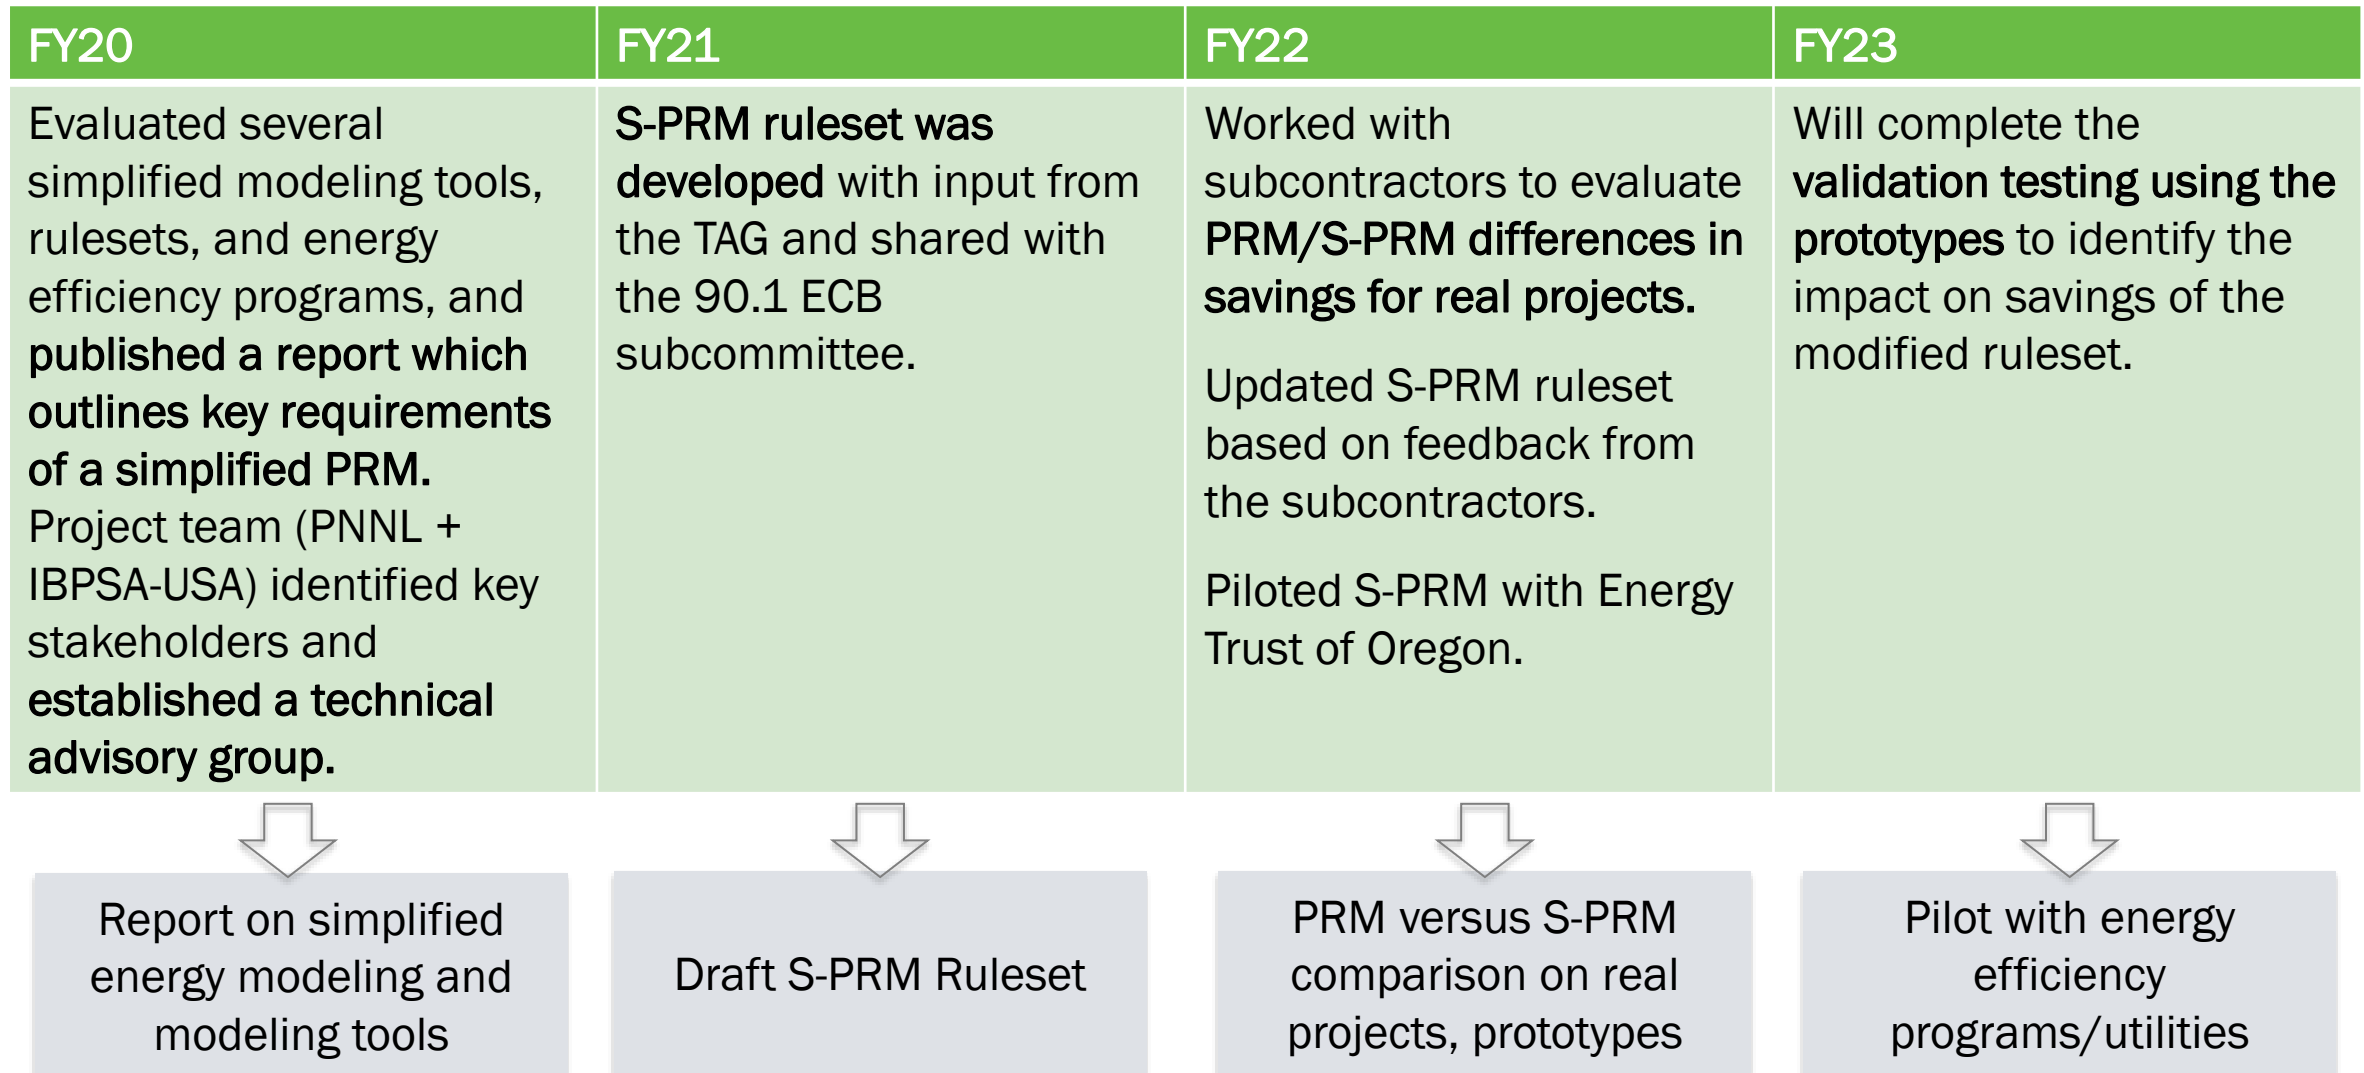 FY20
Evaluated several
simplified modeling tools,
rulesets, and energy
efficiency programs, and
published a report which
outlines key requirements
of a simplified PRM.
Project team (PNNL +
IBPSA-USA) identified key
stakeholders and
established a technical
advisory group.
Report on simplified
energy modeling and
modeling tools
FY21
S-PRM ruleset was
developed with input from
the TAG and shared with
the 90.1 ECB
subcommittee.
Draft S-PRM Ruleset
FY22
Worked with
subcontractors to evaluate
PRM/S-PRM differences in
savings for real projects.
Updated S-PRM ruleset
based on feedback from
the subcontractors.
Piloted S-PRM with Energy
Trust of Oregon.
PRM versus S-PRM
comparison on real
projects, prototypes
FY23
Will complete the
validation testing using the
prototypes to identify the
impact on savings of the
modified ruleset.
Pilot with energy
efficiency
programs/utilities